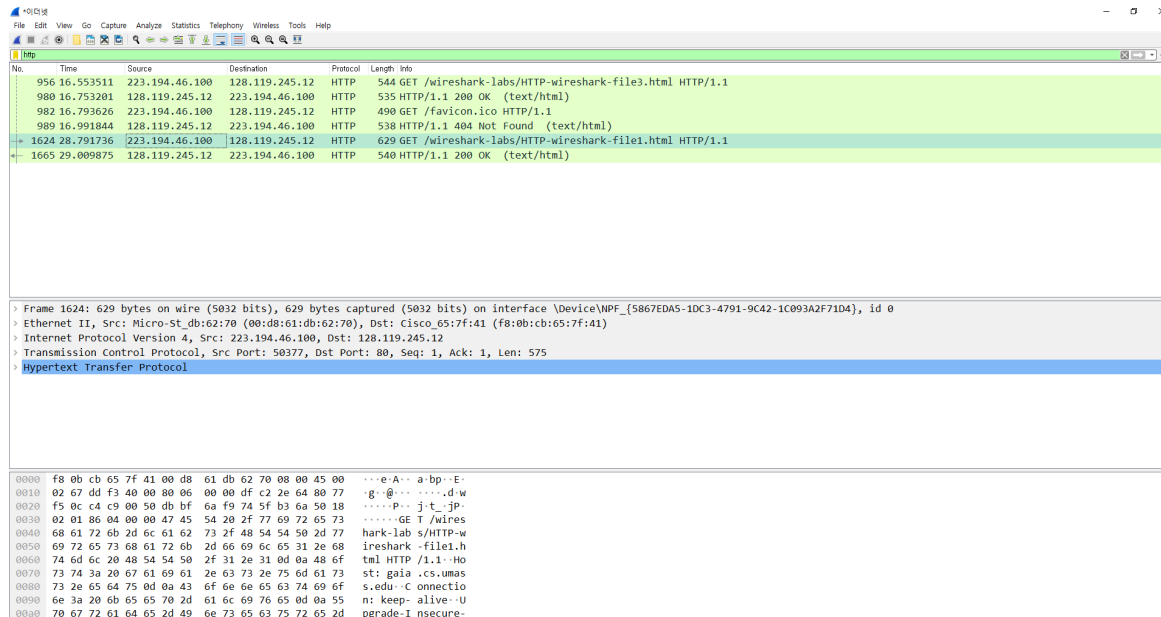 *이더넷
File Edit View Go Capture Analyze Statistics Telephony Wireless Tools Help
http
No. Time Source Destination Protocol Length Info
956 16.553511 223.194.46.100 128.119.245.12 HTTP 544 GET /wireshark-labs/HTTP-wireshark-file3.html HTTP/1.1
980 16.753201 128.119.245.12 223.194.46.100 HTTP 535 HTTP/1.1 200 OK (text/html)
982 16.793626 223.194.46.100 128.119.245.12 HTTP 490 GET /favicon.ico HTTP/1.1
989 16.991844 128.119.245.12 223.194.46.100 HTTP 538 HTTP/1.1 404 Not Found (text/html)
1624 28.791736 223.194.46.100 128.119.245.12 HTTP 629 GET /wireshark-labs/HTTP-wireshark-file1.html HTTP/1.1
1665 29.009875 128.119.245.12 223.194.46.100 HTTP 540 HTTP/1.1 200 OK (text/html)
Frame 1624: 629 bytes on wire (5032 bits), 629 bytes captured (5032 bits) on interface \Device\NPF_{5867EDA5-1DC3-4791-9C42-1C093A2F71D4}, id 0
Ethernet II, Src: Micro-St_db:62:70 (00:d8:61:db:62:70), Dst: Cisco_65:7f:41 (f8:0b:cb:65:7f:41)
Internet Protocol Version 4, Src: 223.194.46.100, Dst: 128.119.245.12
Transmission Control Protocol, Src Port: 50377, Dst Port: 80, Seq: 1, Ack: 1, Len: 575
Hypertext Transfer Protocol
0000 f8 0b cb 65 7f 41 00 d8 61 db 62 70 08 00 45 00 ···e·A·· a·bp··E·
0010 02 67 dd f3 40 00 80 06 00 00 df c2 2e 64 80 77 ·g··@··· ·····.d·w
0020 f5 0c c4 c9 00 50 db bf 6a f9 74 5f b3 6a 50 18 ·····P·· j·t_·jP·
0030 02 01 86 04 00 00 47 45 54 20 2f 77 69 72 65 73 ······GE T /wires
0040 68 61 72 6b 2d 6c 61 62 73 2f 48 54 54 50 2d 77 hark-lab s/HTTP-w
0050 69 72 65 73 68 61 72 6b 2d 66 69 6c 65 31 2e 68 ireshark -file1.h
0060 74 6d 6c 20 48 54 54 50 2f 31 2e 31 0d 0a 48 6f tml HTTP /1.1··Ho
0070 73 74 3a 20 67 61 69 61 2e 63 73 2e 75 6d 61 73 st: gaia .cs.umas
0080 73 2e 65 64 75 0d 0a 43 6f 6e 6e 65 63 74 69 6f s.edu··C onnectio
0090 6e 3a 20 6b 65 65 70 2d 61 6c 69 76 65 0d 0a 55 n: keep- alive··U
00a0 70 67 72 61 64 65 2d 49 6e 73 65 63 75 72 65 2d pgrade-I nsecure-